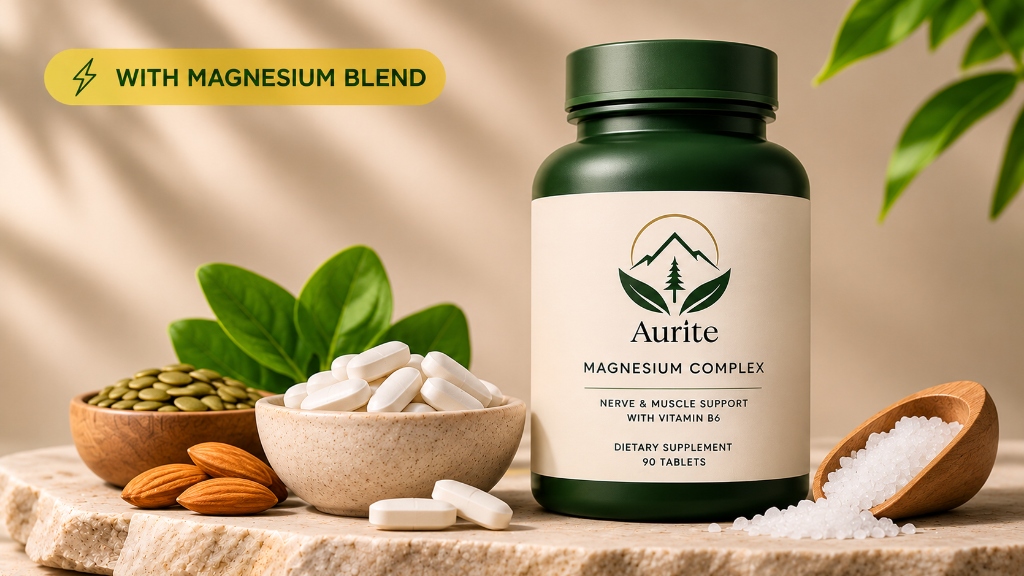 WITH MAGNESIUM BLEND
Aurite
MAGNESIUM COMPLEX
NERVE & MUSCLE SUPPORT
WITH VITAMIN B6
DIETARY SUPPLEMENT
90 TABLETS